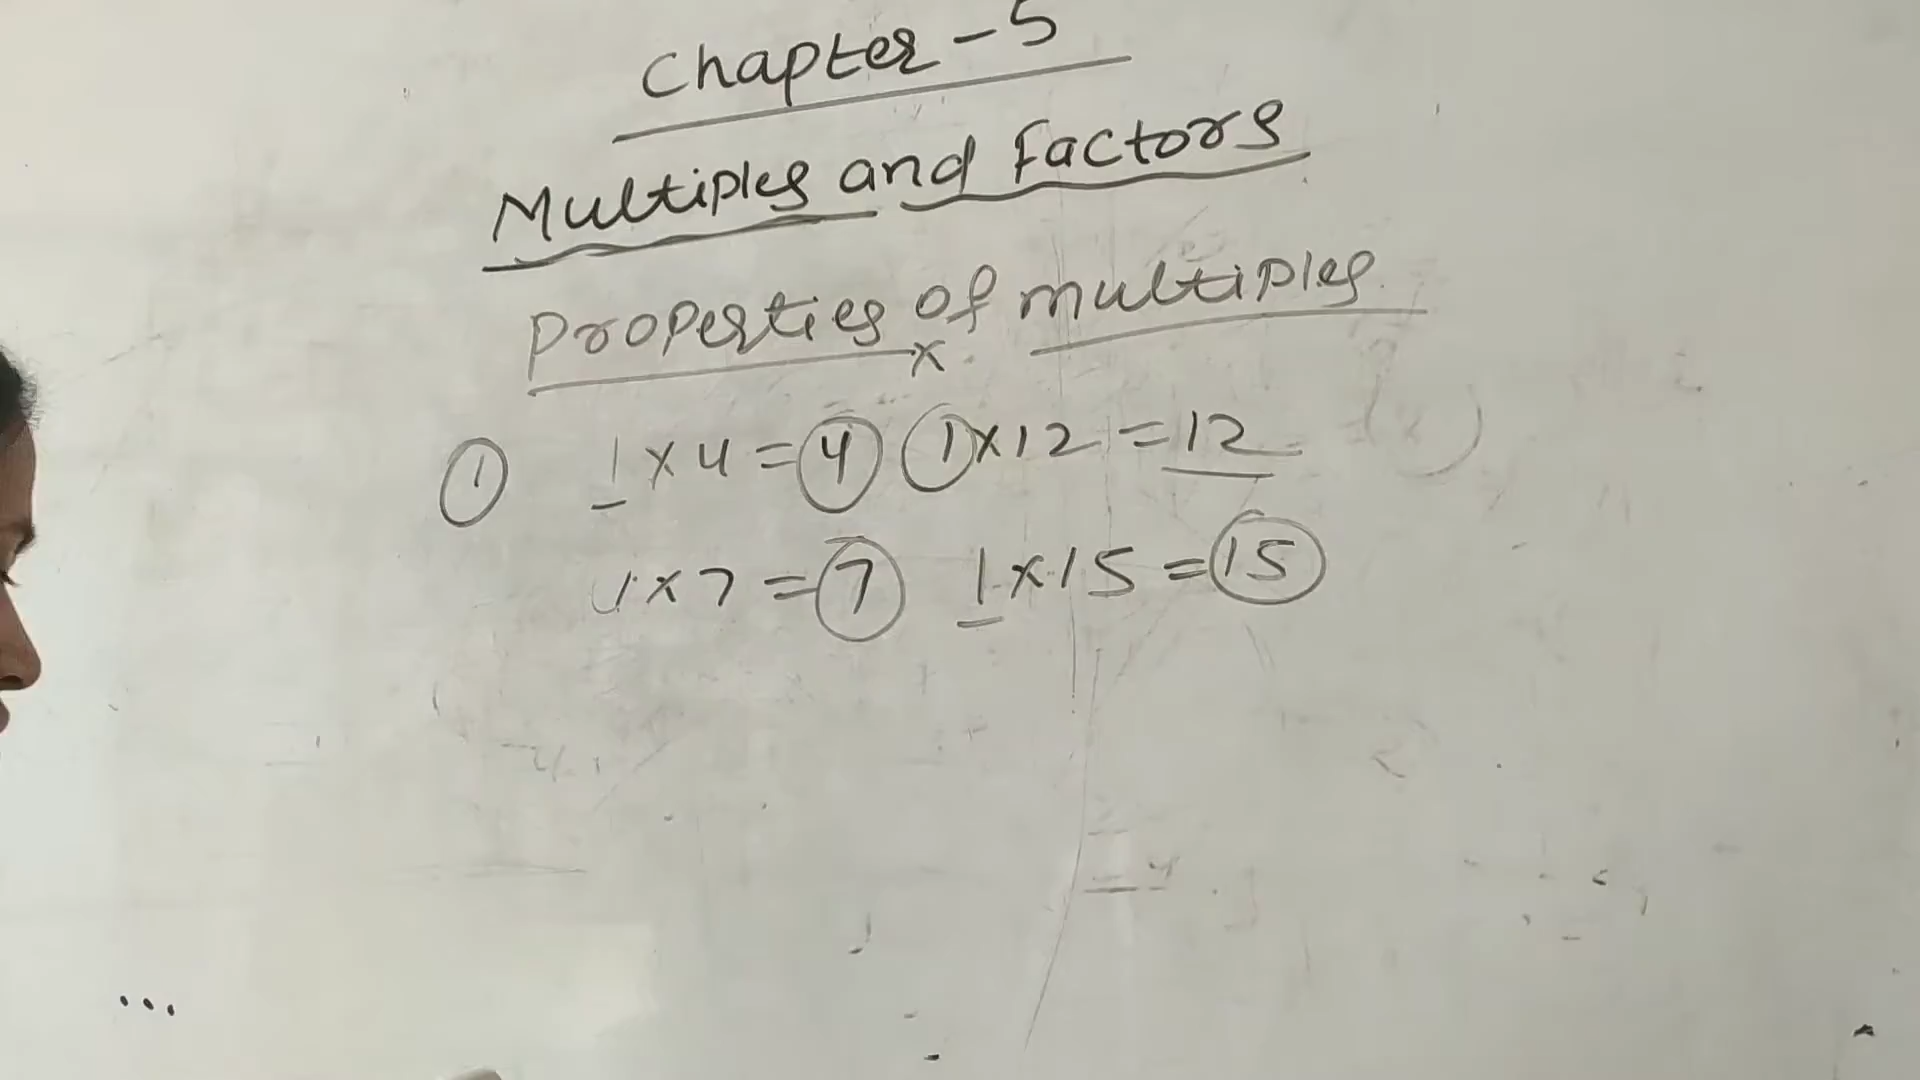 Chapter - 5
Multiples and Factors
Properties of multiples
x
① 1 x 4 = 4 1 x 12 = 12
1 x 7 = 7 1 x 15 = 15